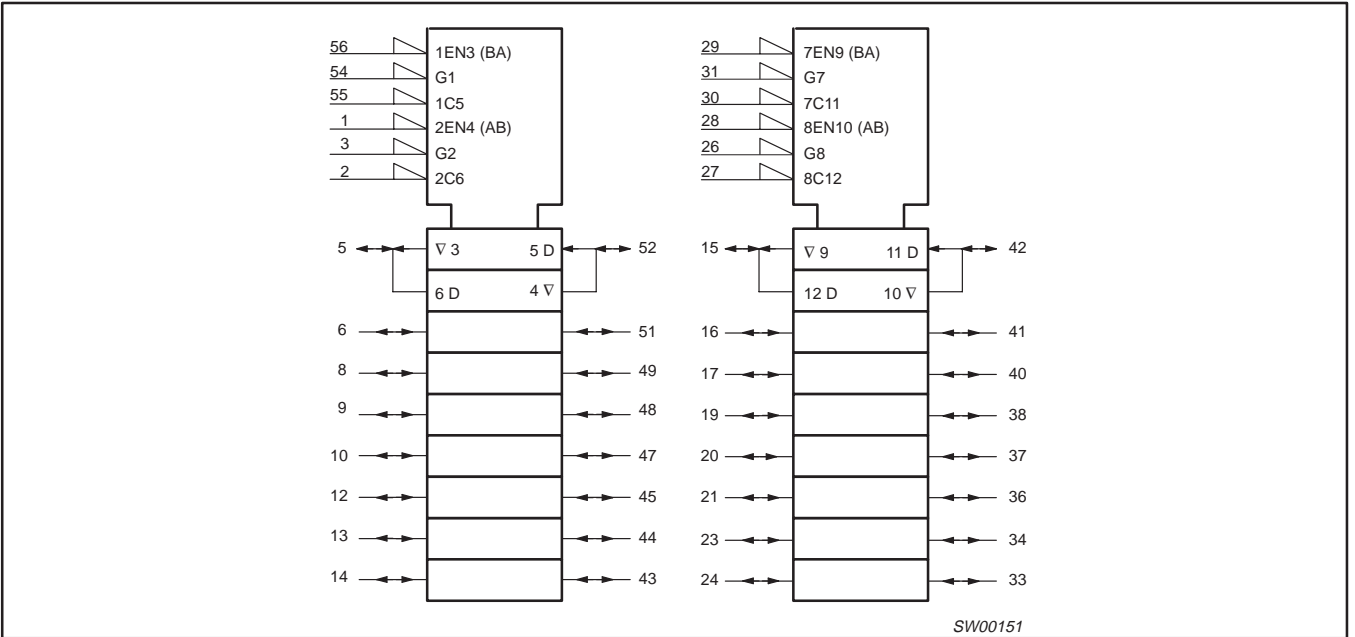 56 1EN3 (BA)
54 G1
55 1C5
1 2EN4 (AB)
3 G2
2 2C6
5 ∇ 3 5 D 52
6 D 4 ∇
6 51
8 49
9 48
10 47
12 45
13 44
14 43
29 7EN9 (BA)
31 G7
30 7C11
28 8EN10 (AB)
26 G8
27 8C12
15 ∇ 9 11 D 42
12 D 10 ∇
16 41
17 40
19 38
20 37
21 36
23 34
24 33
SW00151